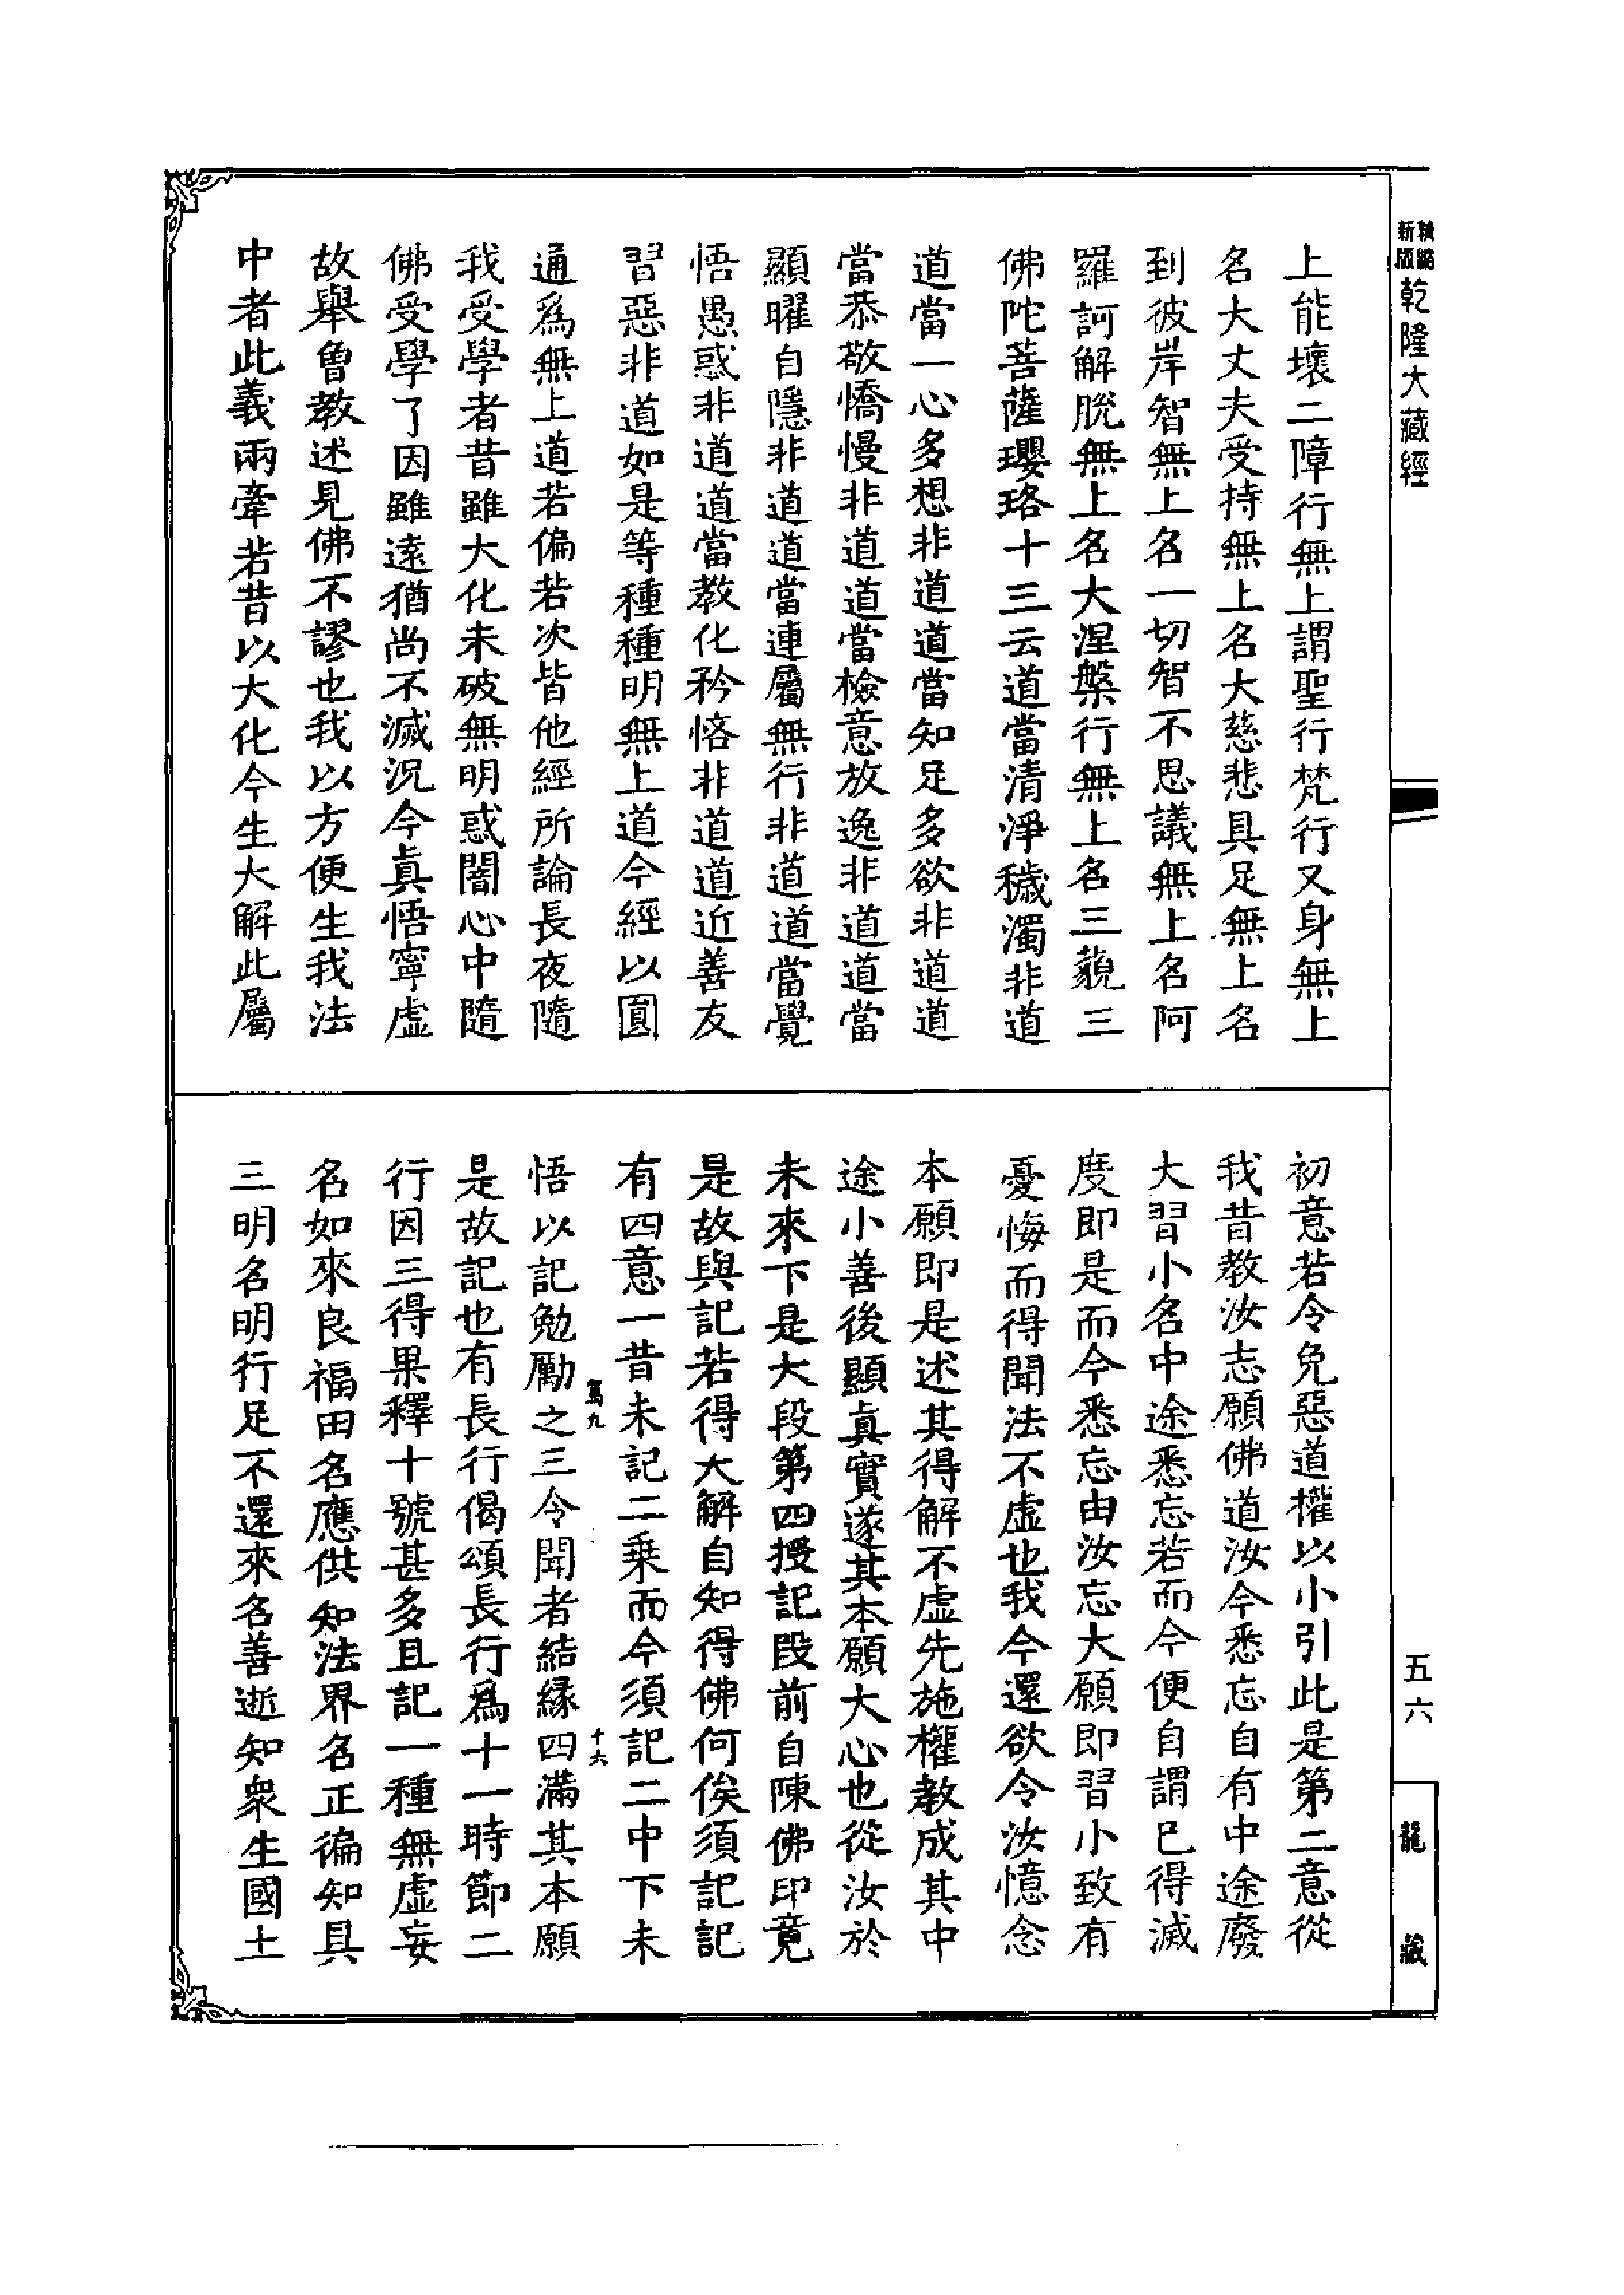 精縮
新版
乾隆大藏經
五六
龍藏
上能壞二障行無上謂聖行梵行又身無上
名大丈夫受持無上名大慈悲具足無上名
到彼岸智無上名一切智不思議無上名阿
羅訶解脫無上名大涅槃行無上名三藐三
佛陀菩薩瓔珞十三云道當清淨穢濁非道
道當一心多想非道道當知足多欲非道道
當恭敬憍慢非道道當檢意放逸非道道當
顯曜自隱非道道當連屬無行非道道當覺
悟愚惑非道道當教化矜悋非道道近善友
習惡非道如是等種種明無上道今經以圓
通為無上道若偏若次皆他經所論長夜隨
我受學者昔雖大化未破無明惑闇心中隨
佛受學了因雖遠猶尚不滅況今真悟寧虛
故舉魯教述見佛不謬也我以方便生我法
中者此義兩牽若昔以大化今生大解此屬
初意若令免惡道權以小引此是第二意從
我昔教汝志願佛道汝今悉忘自有中途廢
大習小名中途悉忘若而今便自謂已得滅
度即是而今悉忘由汝忘大願即習小致有
憂悔而得聞法不虛也我今還欲令汝憶念
本願即是述其得解不虛先施權教成其中
途小善後顯真實遂其本願大心也從汝於
未來下是大段第四授記段前自陳佛印竟
是故與記若得大解自知得佛何俟須記記
有四意一昔未記二乘而今須記二中下未
悟以記勉勵之三令聞者結緣四滿其本願
是故記也有長行偈頌長行為十一時節二
行因三得果釋十號甚多且記一種無虛妄
名如來良福田名應供知法界名正徧知具
三明名明行足不還來名善逝知眾生國土
篤九
十六